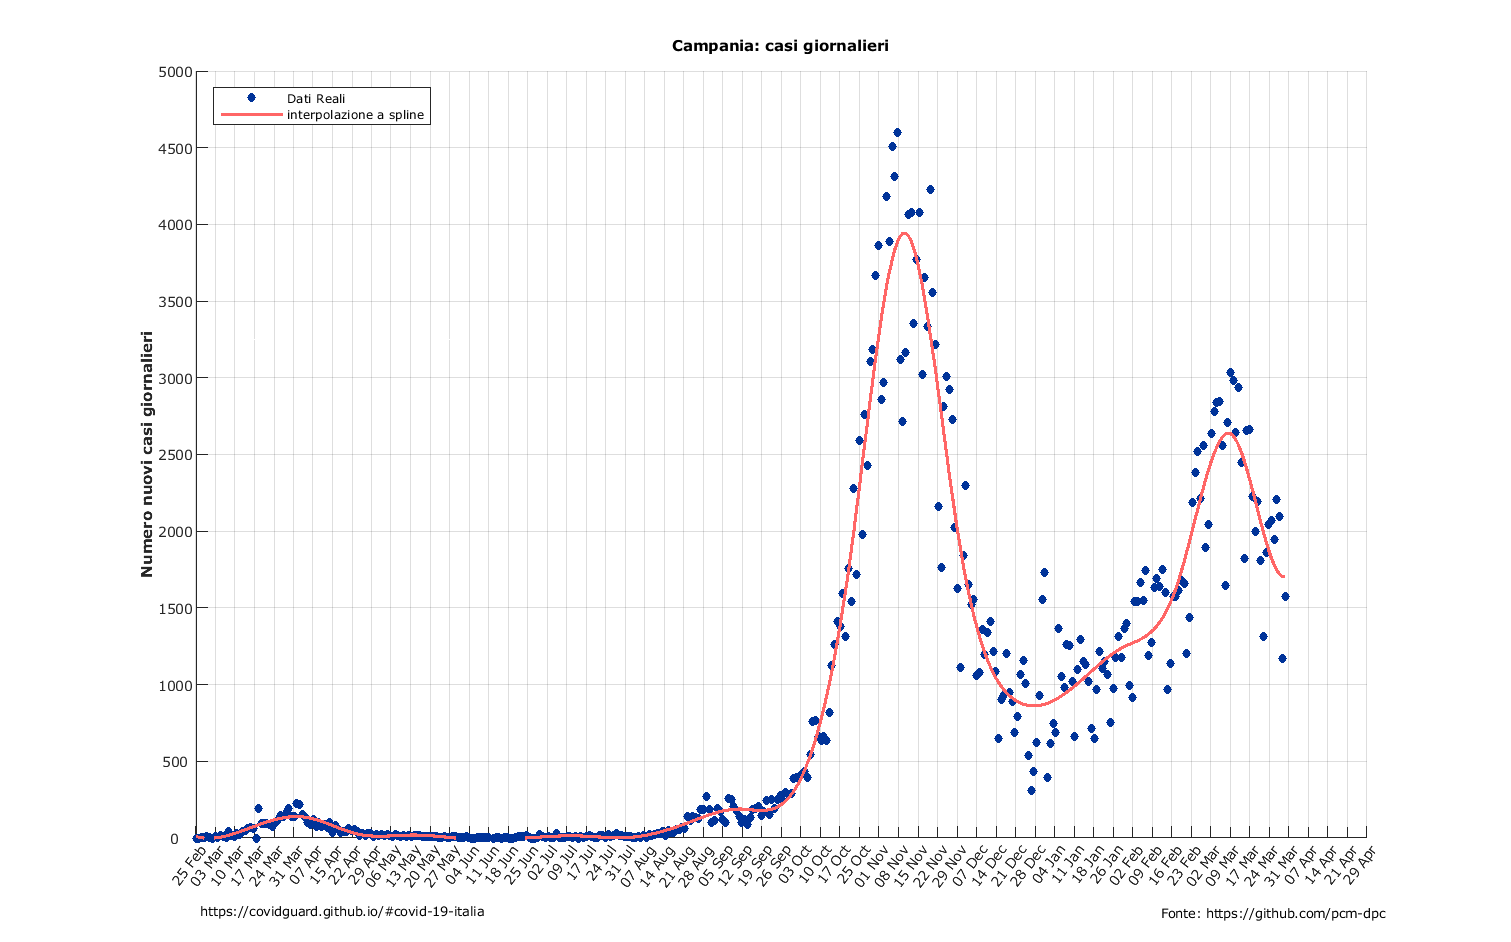 Campania: casi giornalieri
Dati Reali
interpolazione a spline
Numero nuovi casi giornalieri
5000
4500
4000
3500
3000
2500
2000
1500
1000
500
0
25 Feb
03 Mar
10 Mar
17 Mar
24 Mar
31 Mar
07 Apr
15 Apr
22 Apr
29 Apr
06 May
13 May
20 May
27 May
04 Jun
11 Jun
18 Jun
25 Jun
02 Jul
09 Jul
17 Jul
24 Jul
31 Jul
07 Aug
14 Aug
21 Aug
28 Aug
05 Sep
12 Sep
19 Sep
26 Sep
03 Oct
10 Oct
17 Oct
25 Oct
01 Nov
08 Nov
15 Nov
22 Nov
29 Nov
07 Dec
14 Dec
21 Dec
28 Dec
04 Jan
11 Jan
18 Jan
26 Jan
02 Feb
09 Feb
16 Feb
23 Feb
02 Mar
09 Mar
17 Mar
24 Mar
31 Mar
07 Apr
14 Apr
21 Apr
29 Apr
https://covidguard.github.io/#covid-19-italia
Fonte: https://github.com/pcm-dpc